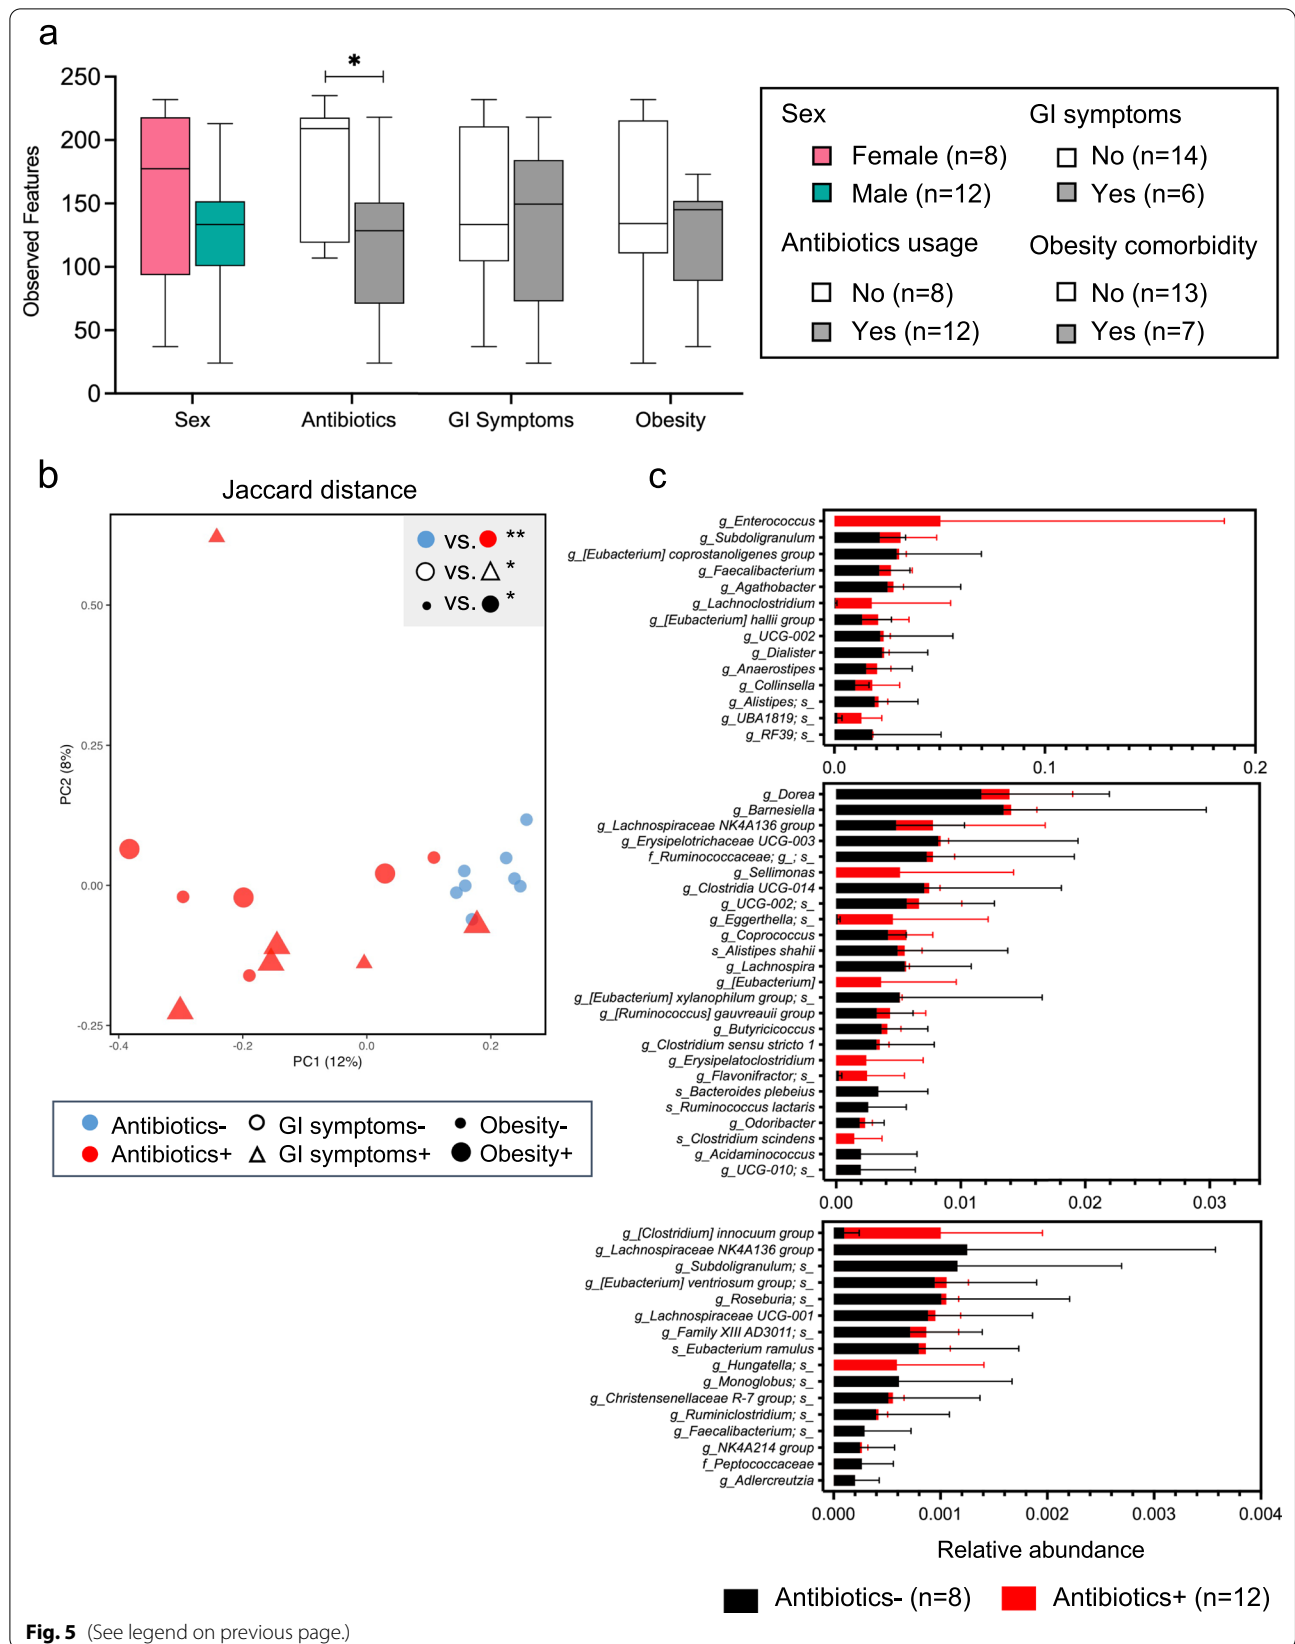 a
*
250
200
150
100
50
0
Observed Features
Sex
Antibiotics
GI Symptoms
Obesity
Sex
Female (n=8)
Male (n=12)
GI symptoms
No (n=14)
Yes (n=6)
Antibiotics usage
No (n=8)
Yes (n=12)
Obesity comorbidity
No (n=13)
Yes (n=7)
b
Jaccard distance
vs. **
vs. *
vs. *
0.50
0.25
0.00
-0.25
PC2 (8%)
-0.4
-0.2
0.0
0.2
PC1 (12%)
Antibiotics-
GI symptoms-
Obesity-
Antibiotics+
GI symptoms+
Obesity+
c
g_Enterococcus
g_Subdoligranulum
g_[Eubacterium] coprostanoligenes group
g_Faecalibacterium
g_Agathobacter
g_Lachnoclostridium
g_[Eubacterium] hallii group
g_UCG-002
g_Dialister
g_Anaerostipes
g_Collinsella
g_Alistipes; s_
g_UBA1819; s_
g_RF39; s_
0.0
0.1
0.2
g_Dorea
g_Barnesiella
g_Lachnospiraceae NK4A136 group
g_Erysipelotrichaceae UCG-003
f_Ruminococcaceae; g_; s_
g_Sellimonas
g_Clostridia UCG-014
g_UCG-002; s_
g_Eggerthella; s_
g_Coprococcus
s_Alistipes shahii
g_Lachnospira
g_[Eubacterium]
g_[Eubacterium] xylanophilum group; s_
g_[Ruminococcus] gauvreauii group
g_Butyricicoccus
g_Clostridium sensu stricto 1
g_Erysipelatoclostridium
g_Flavonifractor; s_
s_Bacteroides plebeius
s_Ruminococcus lactaris
g_Odoribacter
s_Clostridium scindens
g_Acidaminococcus
g_UCG-010; s_
0.00
0.01
0.02
0.03
g_[Clostridium] innocuum group
g_Lachnospiraceae NK4A136 group
g_Subdoligranulum; s_
g_[Eubacterium] ventriosum group; s_
g_Roseburia; s_
g_Lachnospiraceae UCG-001
g_Family XIII AD3011; s_
s_Eubacterium ramulus
g_Hungatella; s_
g_Monoglobus; s_
g_Christensenellaceae R-7 group; s_
g_Ruminiclostridium; s_
g_Faecalibacterium; s_
g_NK4A214 group
f_Peptococcaceae
g_Adlercreutzia
0.000
0.001
0.002
0.003
0.004
Relative abundance
Antibiotics- (n=8)
Antibiotics+ (n=12)
Fig. 5 (See legend on previous page.)